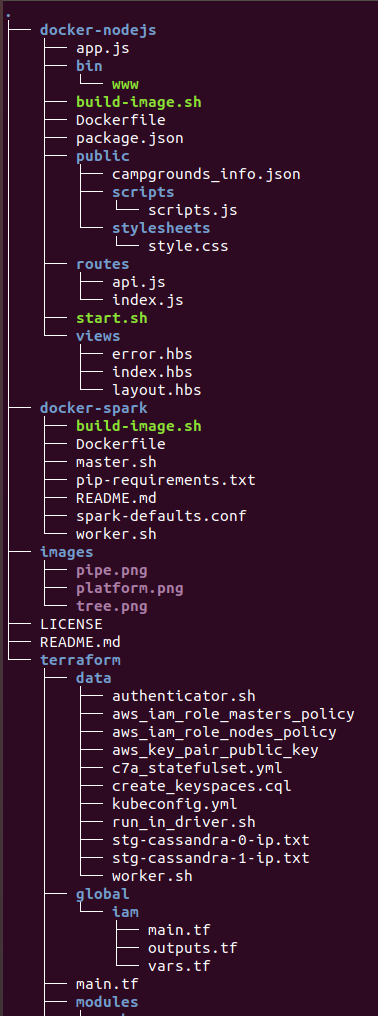 .
├── docker-nodejs
│   ├── app.js
│   ├── bin
│   │   └── www
│   ├── build-image.sh
│   ├── Dockerfile
│   ├── package.json
│   ├── public
│   │   ├── campgrounds_info.json
│   │   ├── scripts
│   │   │   └── scripts.js
│   │   └── stylesheets
│   │       └── style.css
│   ├── routes
│   │   ├── api.js
│   │   └── index.js
│   ├── start.sh
│   └── views
│       ├── error.hbs
│       ├── index.hbs
│       └── layout.hbs
├── docker-spark
│   ├── build-image.sh
│   ├── Dockerfile
│   ├── master.sh
│   ├── pip-requirements.txt
│   ├── README.md
│   ├── spark-defaults.conf
│   └── worker.sh
├── images
│   ├── pipe.png
│   ├── platform.png
│   └── tree.png
├── LICENSE
├── README.md
└── terraform
    ├── data
    │   ├── authenticator.sh
    │   ├── aws_iam_role_masters_policy
    │   ├── aws_iam_role_nodes_policy
    │   ├── aws_key_pair_public_key
    │   ├── c7a_statefulset.yml
    │   ├── create_keyspaces.cql
    │   ├── kubeconfig.yml
    │   ├── run_in_driver.sh
    │   ├── stg-cassandra-0-ip.txt
    │   ├── stg-cassandra-1-ip.txt
    │   └── worker.sh
    ├── global
    │   └── iam
    │       ├── main.tf
    │       ├── outputs.tf
    │       └── vars.tf
    ├── main.tf
    ├── modules